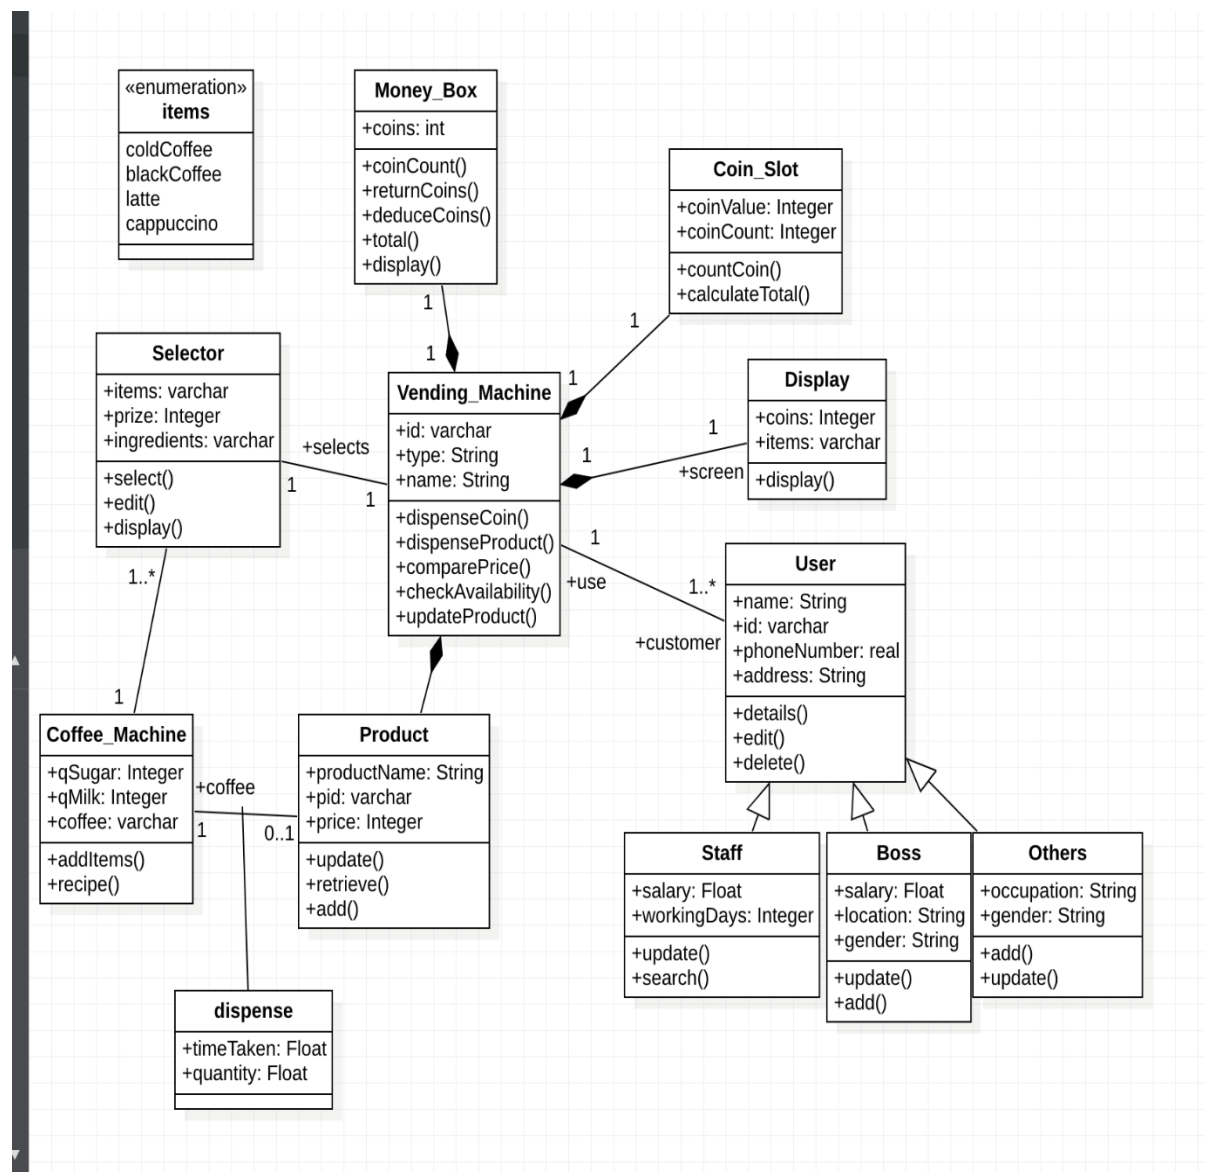 «enumeration»
items
coldCoffee
blackCoffee
latte
cappuccino
Money_Box
+coins: int
+coinCount()
+returnCoins()
+deduceCoins()
+total()
+display()
Coin_Slot
+coinValue: Integer
+coinCount: Integer
+countCoin()
+calculateTotal()
1
1
1
1
Selector
+items: varchar
+prize: Integer
+ingredients: varchar
+select()
+edit()
+display()
+selects
1
1
Vending_Machine
+id: varchar
+type: String
+name: String
+dispenseCoin()
+dispenseProduct()
+comparePrice()
+checkAvailability()
+updateProduct()
Display
+coins: Integer
+items: varchar
+display()
1
1
+screen
1
+use
1..*
+customer
User
+name: String
+id: varchar
+phoneNumber: real
+address: String
+details()
+edit()
+delete()
1..*
1
Coffee_Machine
+qSugar: Integer
+qMilk: Integer
+coffee: varchar
+addItems()
+recipe()
+coffee
1
0..1
Product
+productName: String
+pid: varchar
+price: Integer
+update()
+retrieve()
+add()
Staff
+salary: Float
+workingDays: Integer
+update()
+search()
Boss
+salary: Float
+location: String
+gender: String
+update()
+add()
Others
+occupation: String
+gender: String
+add()
+update()
dispense
+timeTaken: Float
+quantity: Float